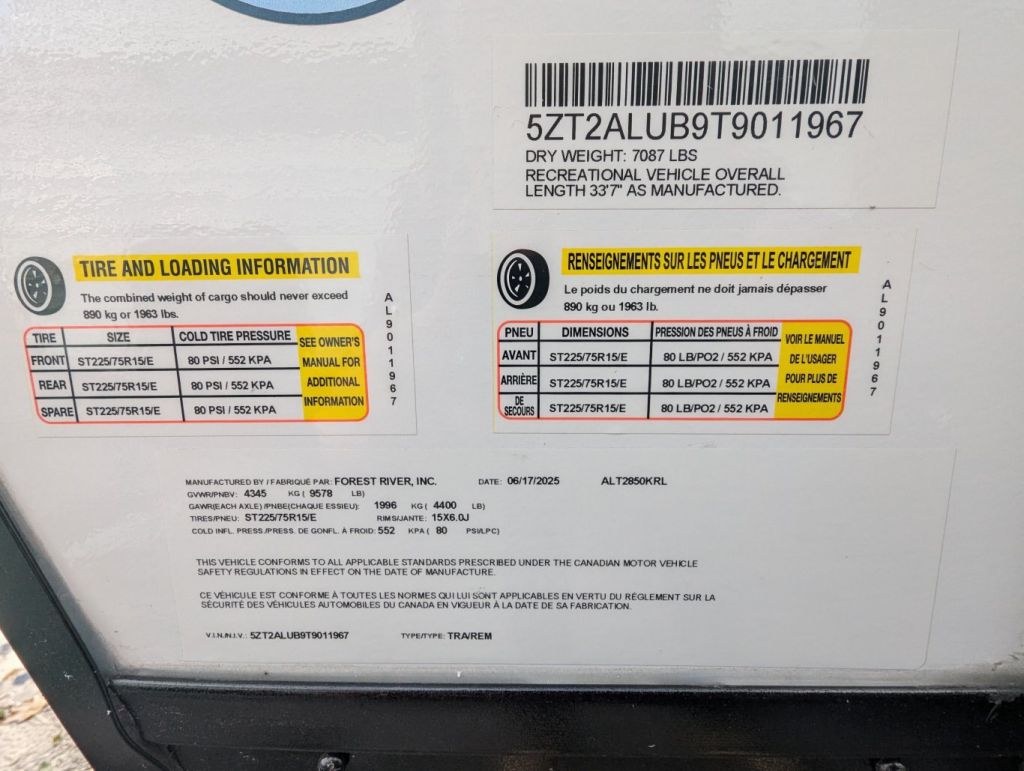 5ZT2ALUB9T9011967
DRY WEIGHT: 7087 LBS
RECREATIONAL VEHICLE OVERALL
LENGTH 33'7" AS MANUFACTURED.
TIRE AND LOADING INFORMATION
The combined weight of cargo should never exceed
890 kg or 1963 lbs.
TIRE SIZE COLD TIRE PRESSURE
FRONT ST225/75R15/E 80 PSI / 552 KPA
REAR ST225/75R15/E 80 PSI / 552 KPA
SPARE ST225/75R15/E 80 PSI / 552 KPA
SEE OWNER'S
MANUAL FOR
ADDITIONAL
INFORMATION
AL9011967
RENSEIGNEMENTS SUR LES PNEUS ET LE CHARGEMENT
Le poids du chargement ne doit jamais dépasser
890 kg ou 1963 lb.
PNEU DIMENSIONS PRESSION DES PNEUS À FROID
AVANT ST225/75R15/E 80 LB/PO2 / 552 KPA
ARRIÈRE ST225/75R15/E 80 LB/PO2 / 552 KPA
DE SECOURS ST225/75R15/E 80 LB/PO2 / 552 KPA
VOIR LE MANUEL
DE L'USAGER
POUR PLUS DE
RENSEIGNEMENTS
AL9011967
MANUFACTURED BY / FABRIQUÉ PAR: FOREST RIVER, INC. DATE: 06/17/2025 ALT2850KRL
GVWR/PNBV: 4345 KG ( 9578 LB)
GAWR(EACH AXLE) /PNBE(CHAQUE ESSIEU): 1996 KG ( 4400 LB)
TIRES/PNEU: ST225/75R15/E RIMS/JANTE: 15X6.0J
COLD INFL. PRESS./PRESS. DE GONFL. À FROID: 552 KPA ( 80 PSI/LPC)
THIS VEHICLE CONFORMS TO ALL APPLICABLE STANDARDS PRESCRIBED UNDER THE CANADIAN MOTOR VEHICLE
SAFETY REGULATIONS IN EFFECT ON THE DATE OF MANUFACTURE.
CE VÉHICULE EST CONFORME À TOUTES LES NORMES QUI LUI SONT APPLICABLES EN VERTU DU RÈGLEMENT SUR LA
SÉCURITÉ DES VÉHICULES AUTOMOBILES DU CANADA EN VIGUEUR À LA DATE DE SA FABRICATION.
V.I.N./N.I.V.: 5ZT2ALUB9T9011967 TYPE/TYPE: TRA/REM